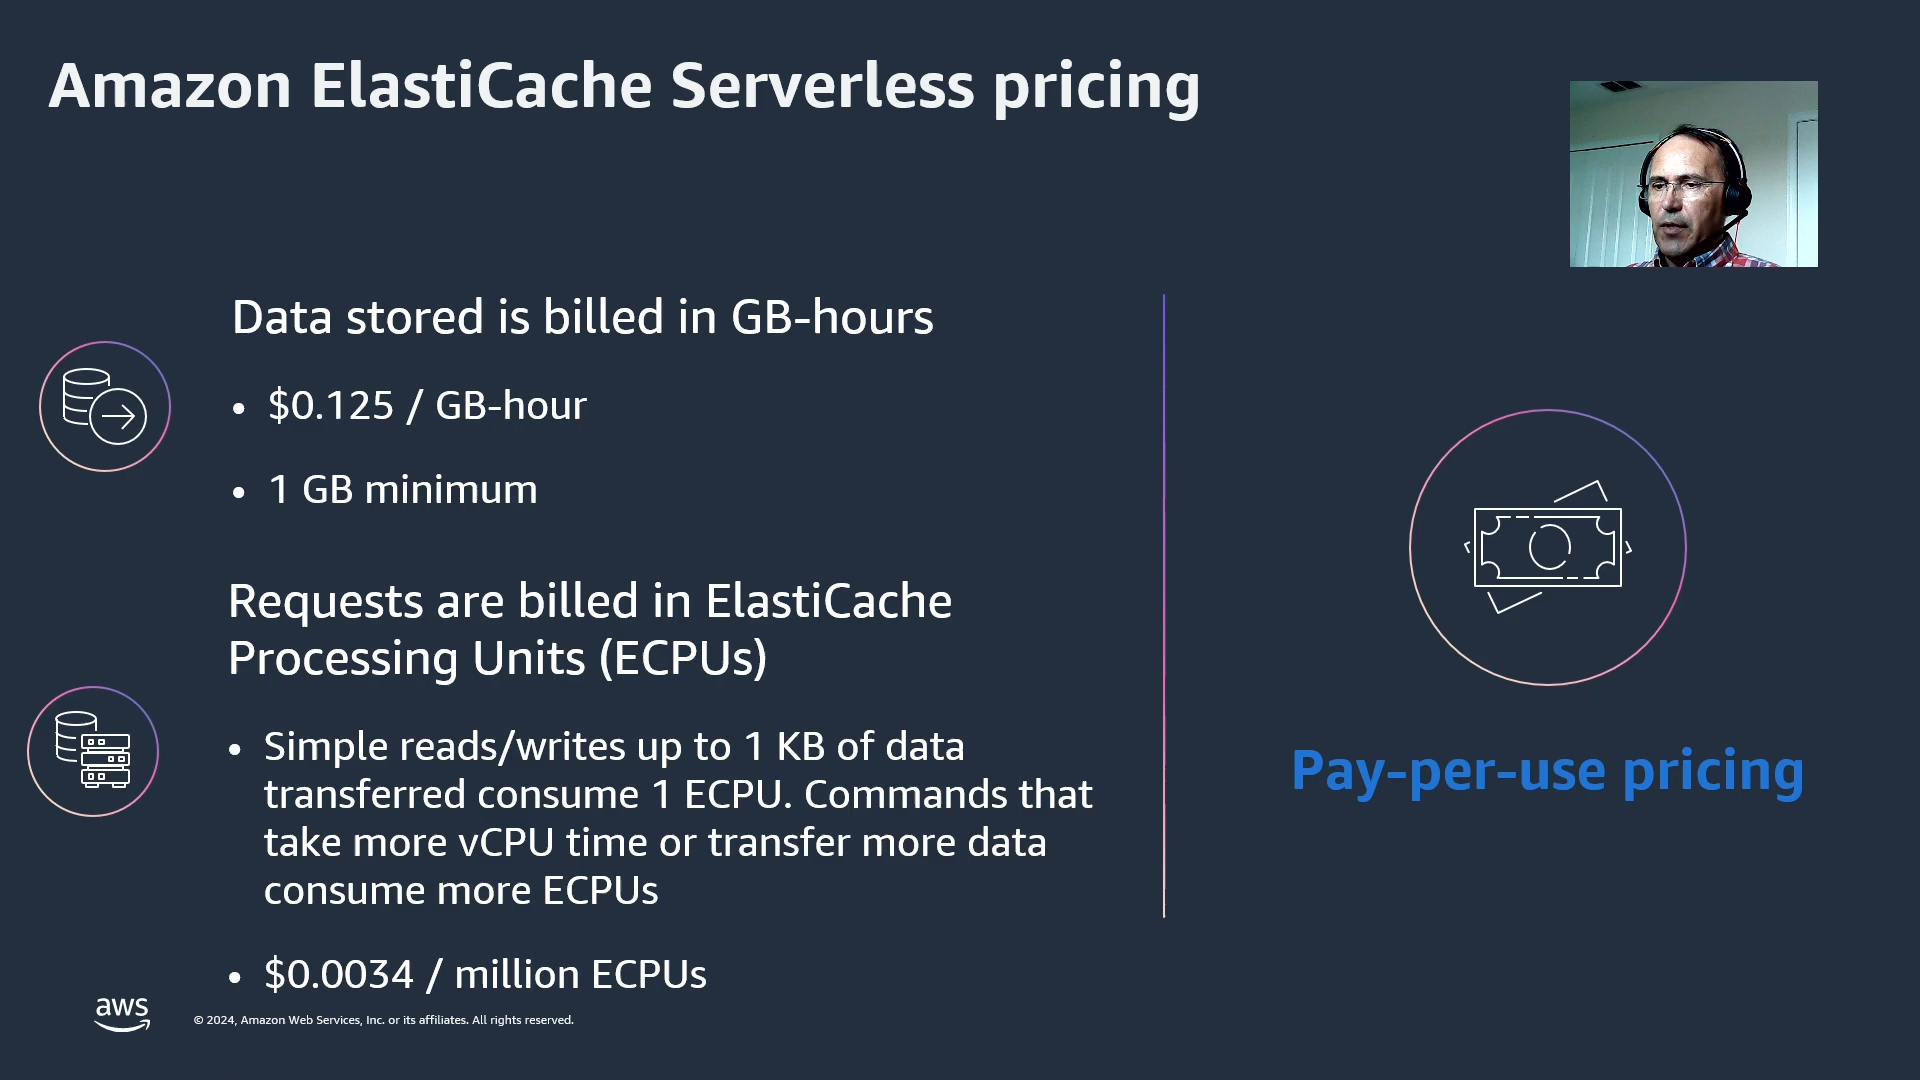 Amazon ElastiCache Serverless pricing
Data stored is billed in GB-hours
• $0.125 / GB-hour
• 1 GB minimum
Requests are billed in ElastiCache
Processing Units (ECPUs)
• Simple reads/writes up to 1 KB of data
transferred consume 1 ECPU. Commands that
take more vCPU time or transfer more data
consume more ECPUs
• $0.0034 / million ECPUs
Pay-per-use pricing
aws
© 2024, Amazon Web Services, Inc. or its affiliates. All rights reserved.